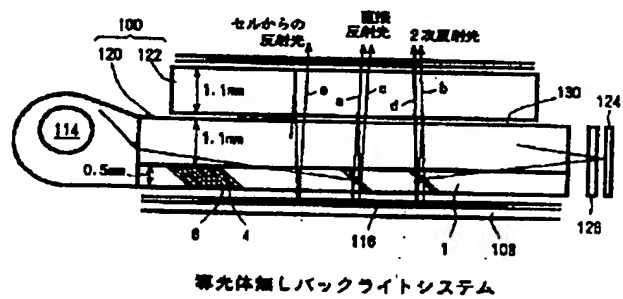 セルからの
反射光
直接
反射光
2次反射光
100
120
122
1.1mm
e
a
c
d
b
130
124
114
1.1mm
0.5mm
6
4
116
1
108
128
導光体無しバックライトシステム